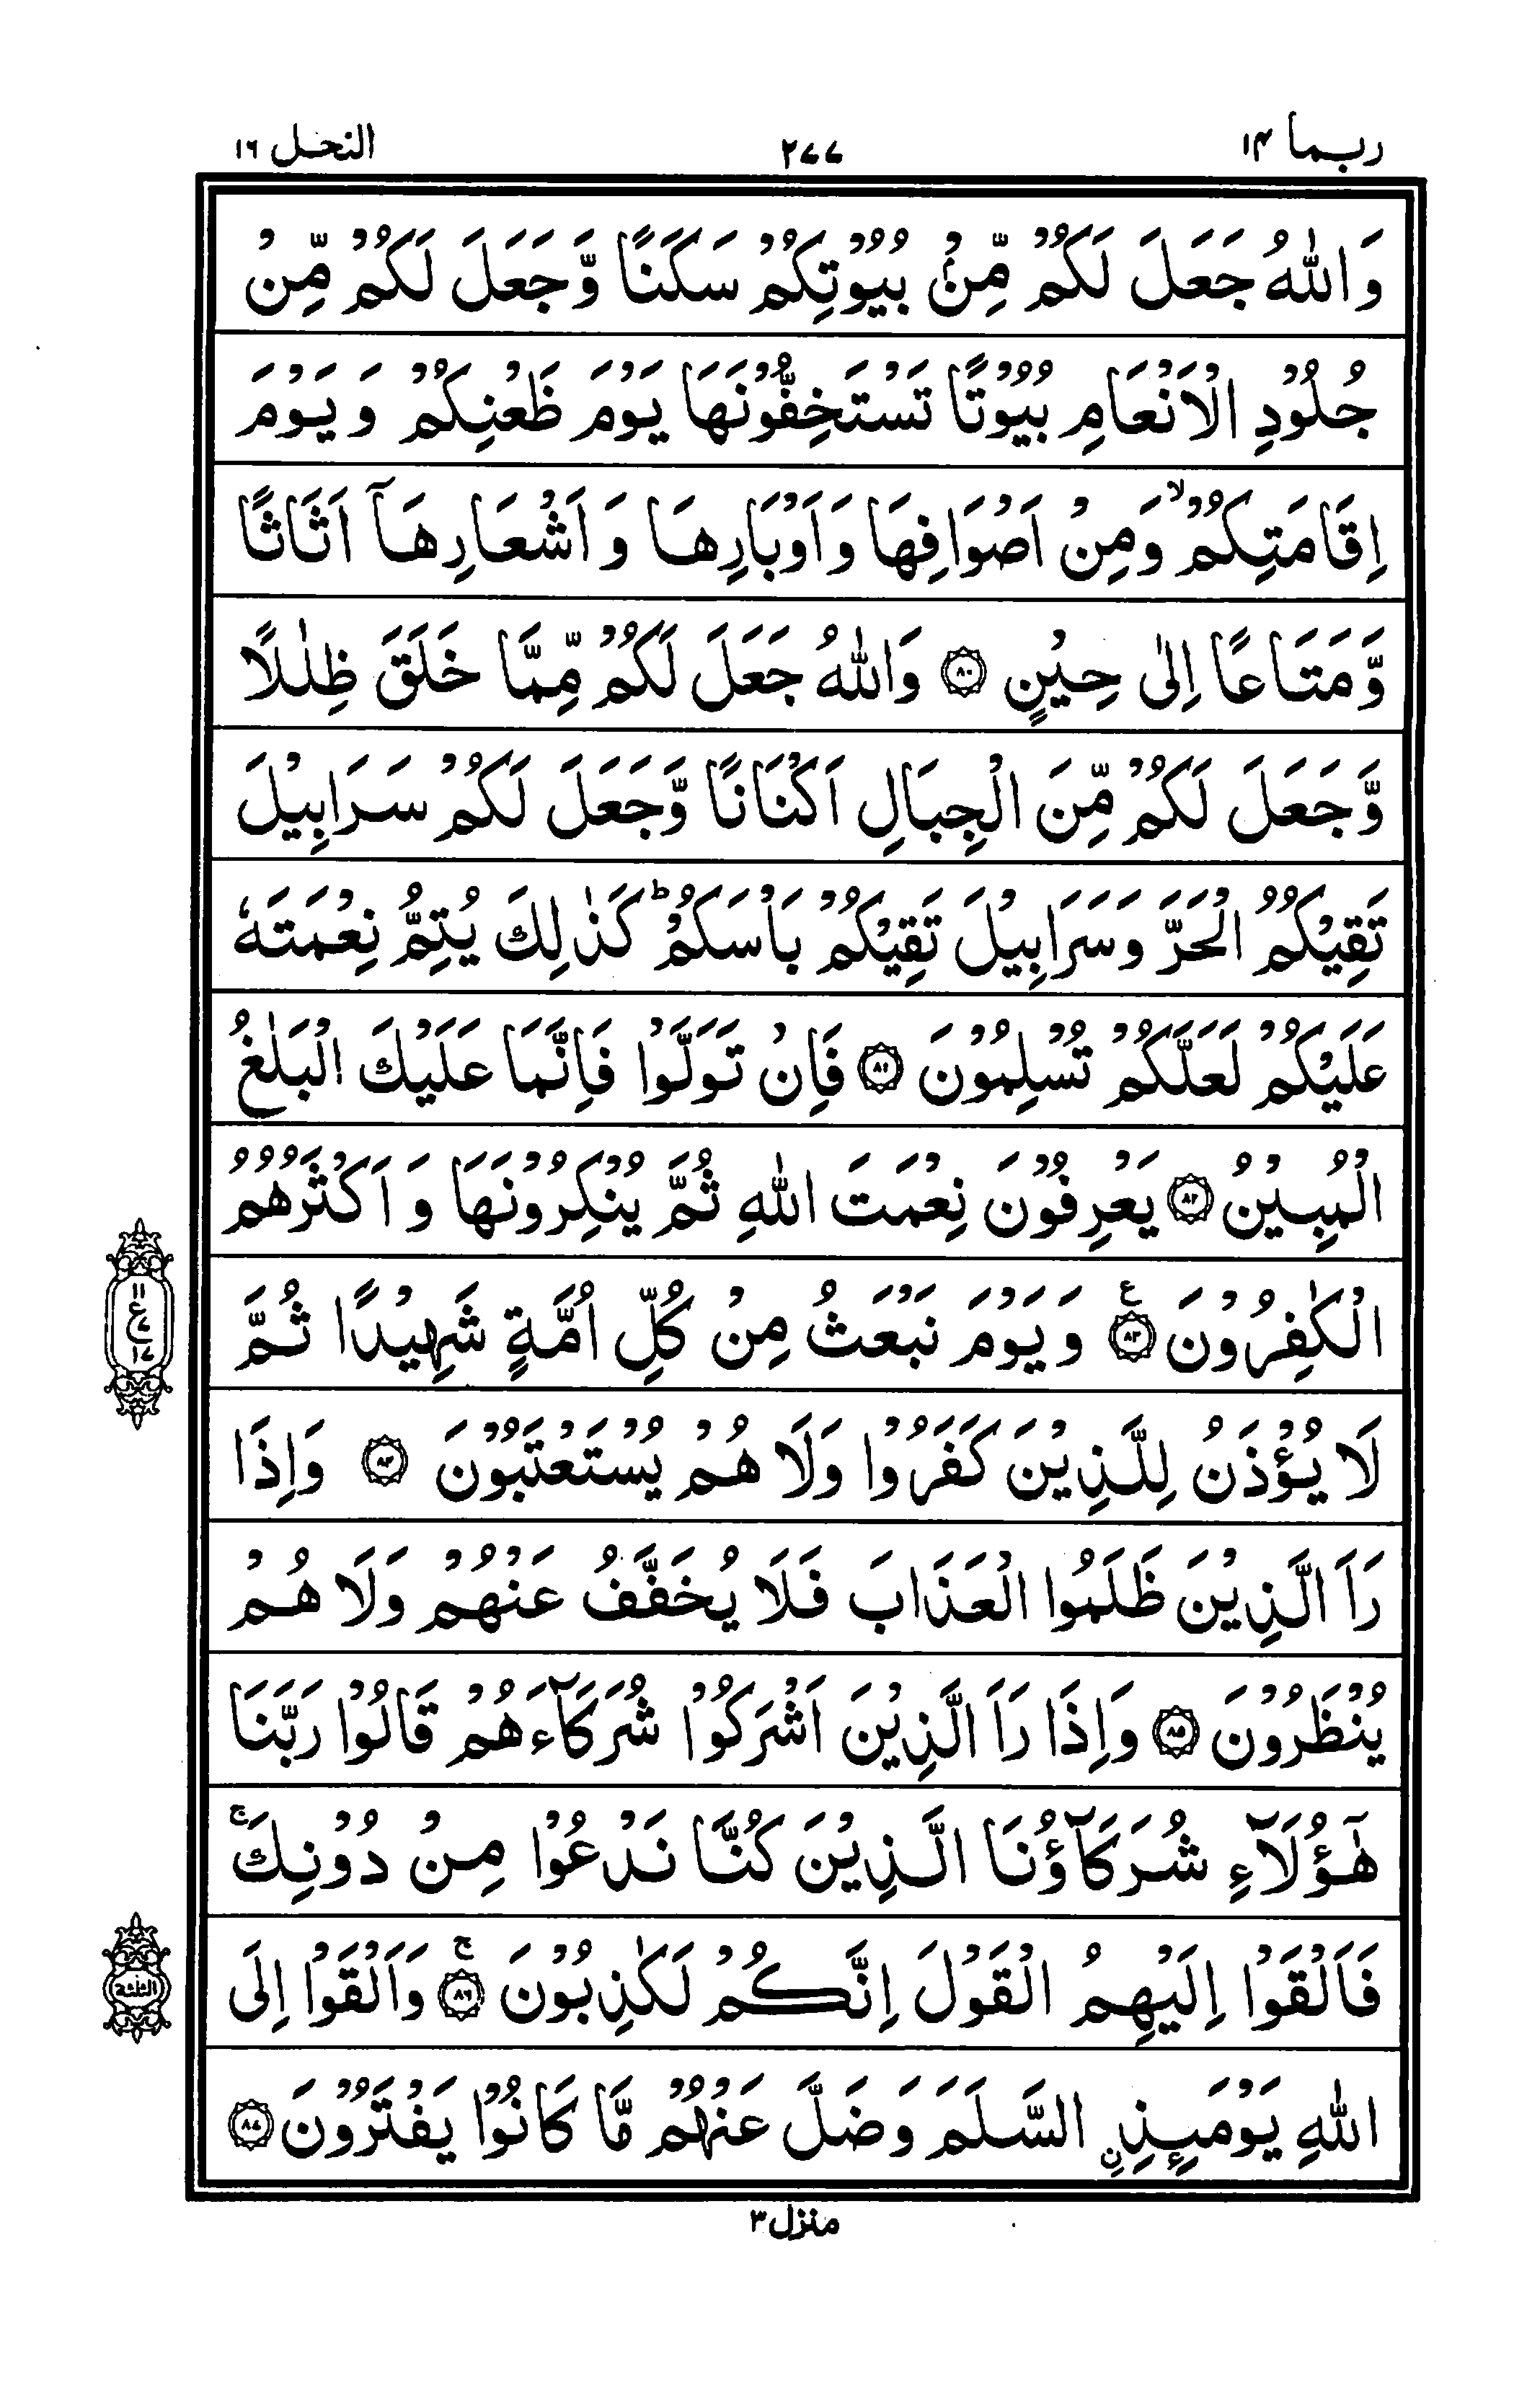 ربما ۱۴
۲۷۷
النحل ۱۶
وَاللّٰهُ جَعَلَ لَكُمْ مِّنْۢ بُيُوْتِكُمْ سَكَنًا وَّجَعَلَ لَكُمْ مِّنْ
جُلُوْدِ الْاَنْعَامِ بُيُوْتًا تَسْتَخِفُّوْنَهَا يَوْمَ ظَعْنِكُمْ وَ يَوْمَ
اِقَامَتِكُمْ ۙ وَمِنْ اَصْوَافِهَا وَاَوْبَارِهَا وَ اَشْعَارِهَاۤ اَثَاثًا
وَّمَتَاعًا اِلٰى حِيْنٍ ۸۰ وَاللّٰهُ جَعَلَ لَكُمْ مِّمَّا خَلَقَ ظِلٰلًا
وَّجَعَلَ لَكُمْ مِّنَ الْجِبَالِ اَكْنَانًا وَّجَعَلَ لَكُمْ سَرَابِيْلَ
تَقِيْكُمُ الْحَرَّ وَسَرَابِيْلَ تَقِيْكُمْ بَاْسَكُمْ ؕ كَذٰلِكَ يُتِمُّ نِعْمَتَهٗ
عَلَيْكُمْ لَعَلَّكُمْ تُسْلِمُوْنَ ۸۱ فَاِنْ تَوَلَّوْا فَاِنَّمَا عَلَيْكَ الْبَلٰغُ
الْمُبِيْنُ ۸۲ يَعْرِفُوْنَ نِعْمَتَ اللّٰهِ ثُمَّ يُنْكِرُوْنَهَا وَ اَكْثَرُهُمُ
الْكٰفِرُوْنَ ۸۳ ع وَيَوْمَ نَبْعَثُ مِنْ كُلِّ اُمَّةٍ شَهِيْدًا ثُمَّ
۱۱
ع ۷
۱۷
لَا يُؤْذَنُ لِلَّذِيْنَ كَفَرُوْا وَلَا هُمْ يُسْتَعْتَبُوْنَ ۸۴ وَاِذَا
رَاَ الَّذِيْنَ ظَلَمُوا الْعَذَابَ فَلَا يُخَفَّفُ عَنْهُمْ وَلَا هُمْ
يُنْظَرُوْنَ ۸۵ وَاِذَا رَاَ الَّذِيْنَ اَشْرَكُوْا شُرَكَآءَهُمْ قَالُوْا رَبَّنَا
هٰۤؤُلَآءِ شُرَكَآؤُنَا الَّذِيْنَ كُنَّا نَدْعُوْا مِنْ دُوْنِكَ ۚ
فَاَلْقَوْا اِلَيْهِمُ الْقَوْلَ اِنَّكُمْ لَكٰذِبُوْنَ ۸۶ ۚ وَاَلْقَوْا اِلَى
الثلثة
اللّٰهِ يَوْمَىِٕذِ ِۨالسَّلَمَ وَضَلَّ عَنْهُمْ مَّا كَانُوْا يَفْتَرُوْنَ ۸۷
منزل ۳